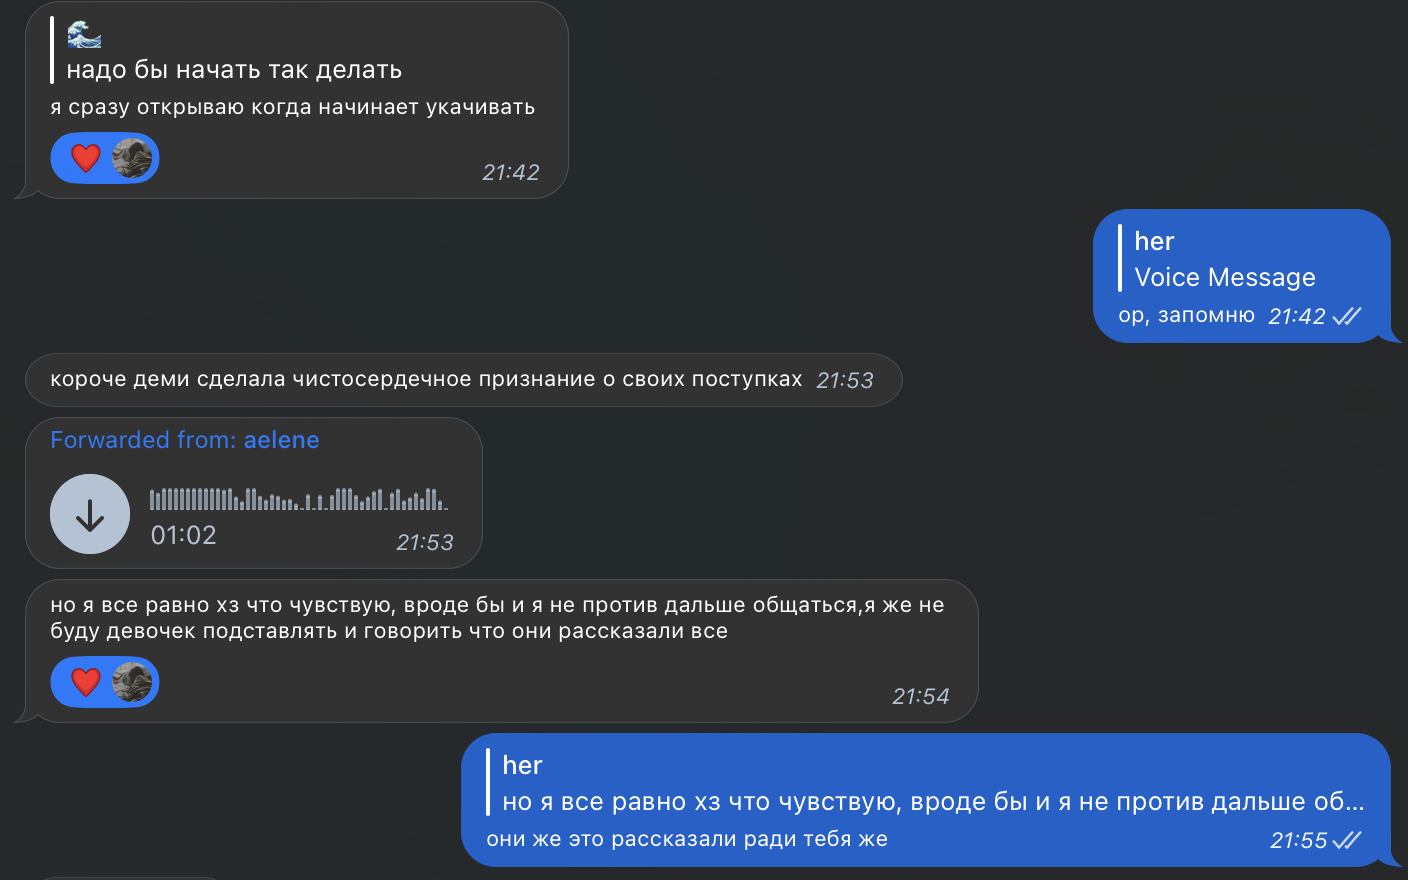 🌊
надо бы начать так делать
я сразу открываю когда начинает укачивать
❤️
21:42
her
Voice Message
ор, запомню 21:42
короче деми сделала чистосердечное признание о своих поступках 21:53
Forwarded from: aelene
01:02
21:53
но я все равно хз что чувствую, вроде бы и я не против дальше общаться,я же не
буду девочек подставлять и говорить что они рассказали все
❤️
21:54
her
но я все равно хз что чувствую, вроде бы и я не против дальше об...
они же это рассказали ради тебя же 21:55